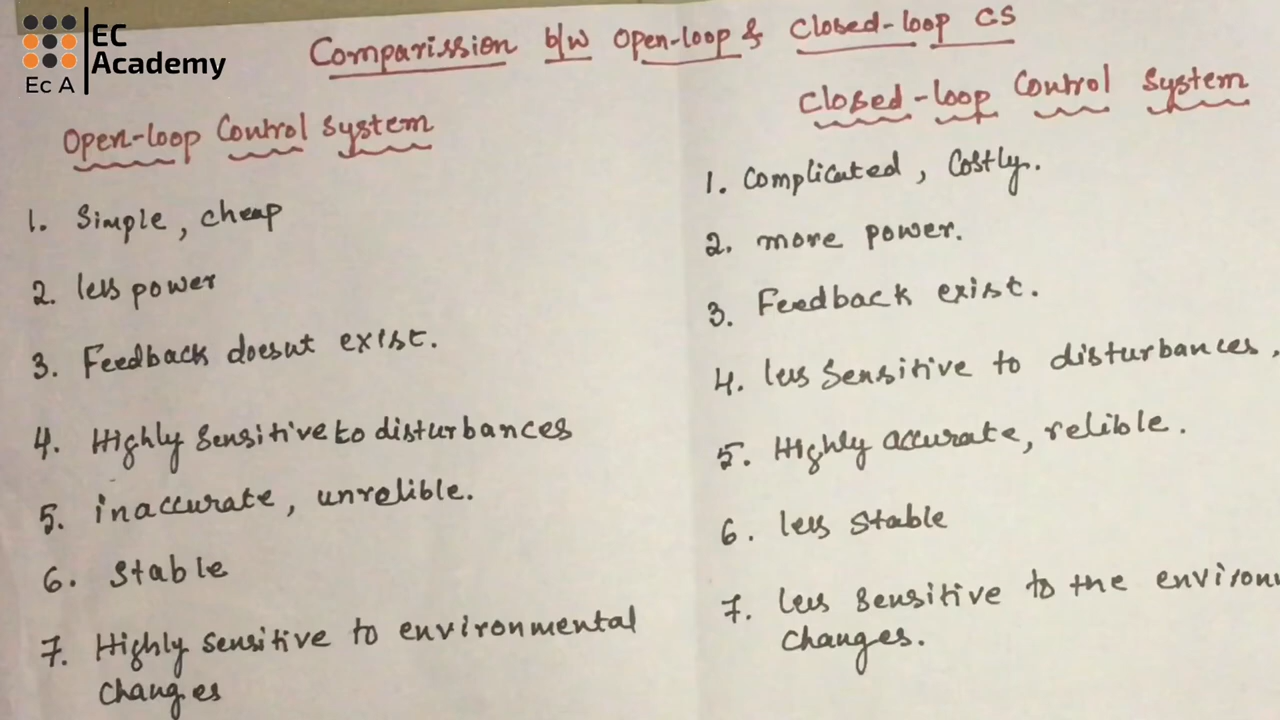 EC
Academy
Ec A
Comparission b/w open-loop & Closed-loop CS
Open-loop Control System
1. Simple, cheap
2. less power
3. Feedback doesnt exist.
4. Highly Sensitive to disturbances
5. inaccurate, unrelible.
6. Stable
7. Highly sensitive to environmental
changes
Closed-loop Control System
1. Complicated, Costly.
2. more power.
3. Feedback exist.
4. less Sensitive to disturbances,
5. Highly accurate, relible.
6. less Stable
7. less sensitive to the environ
changes.